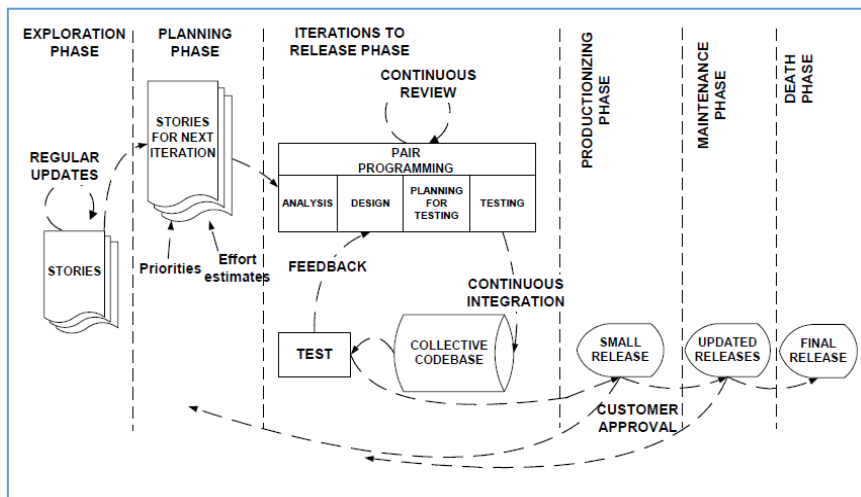 EXPLORATION
PHASE
PLANNING
PHASE
ITERATIONS TO
RELEASE PHASE
PRODUCTIONIZING
PHASE
MAINTENANCE
PHASE
DEATH
PHASE
CONTINUOUS
REVIEW
STORIES
FOR NEXT
ITERATION
REGULAR
UPDATES
STORIES
Priorities
Effort
estimates
PAIR
PROGRAMMING
ANALYSIS
DESIGN
PLANNING
FOR
TESTING
TESTING
FEEDBACK
CONTINUOUS
INTEGRATION
TEST
COLLECTIVE
CODEBASE
SMALL
RELEASE
UPDATED
RELEASES
FINAL
RELEASE
CUSTOMER
APPROVAL